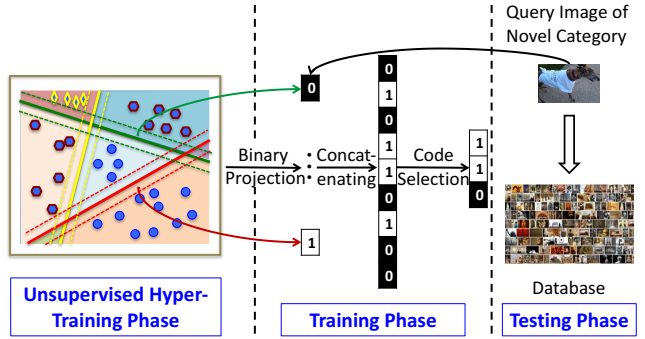 Query Image of
Novel Category
0
0
1
0
1
1
0
1
0
0
1
1
0
1
Binary
Projection
Concat-
enating
Code
Selection
Database
Unsupervised Hyper-
Training Phase
Training Phase
Testing Phase